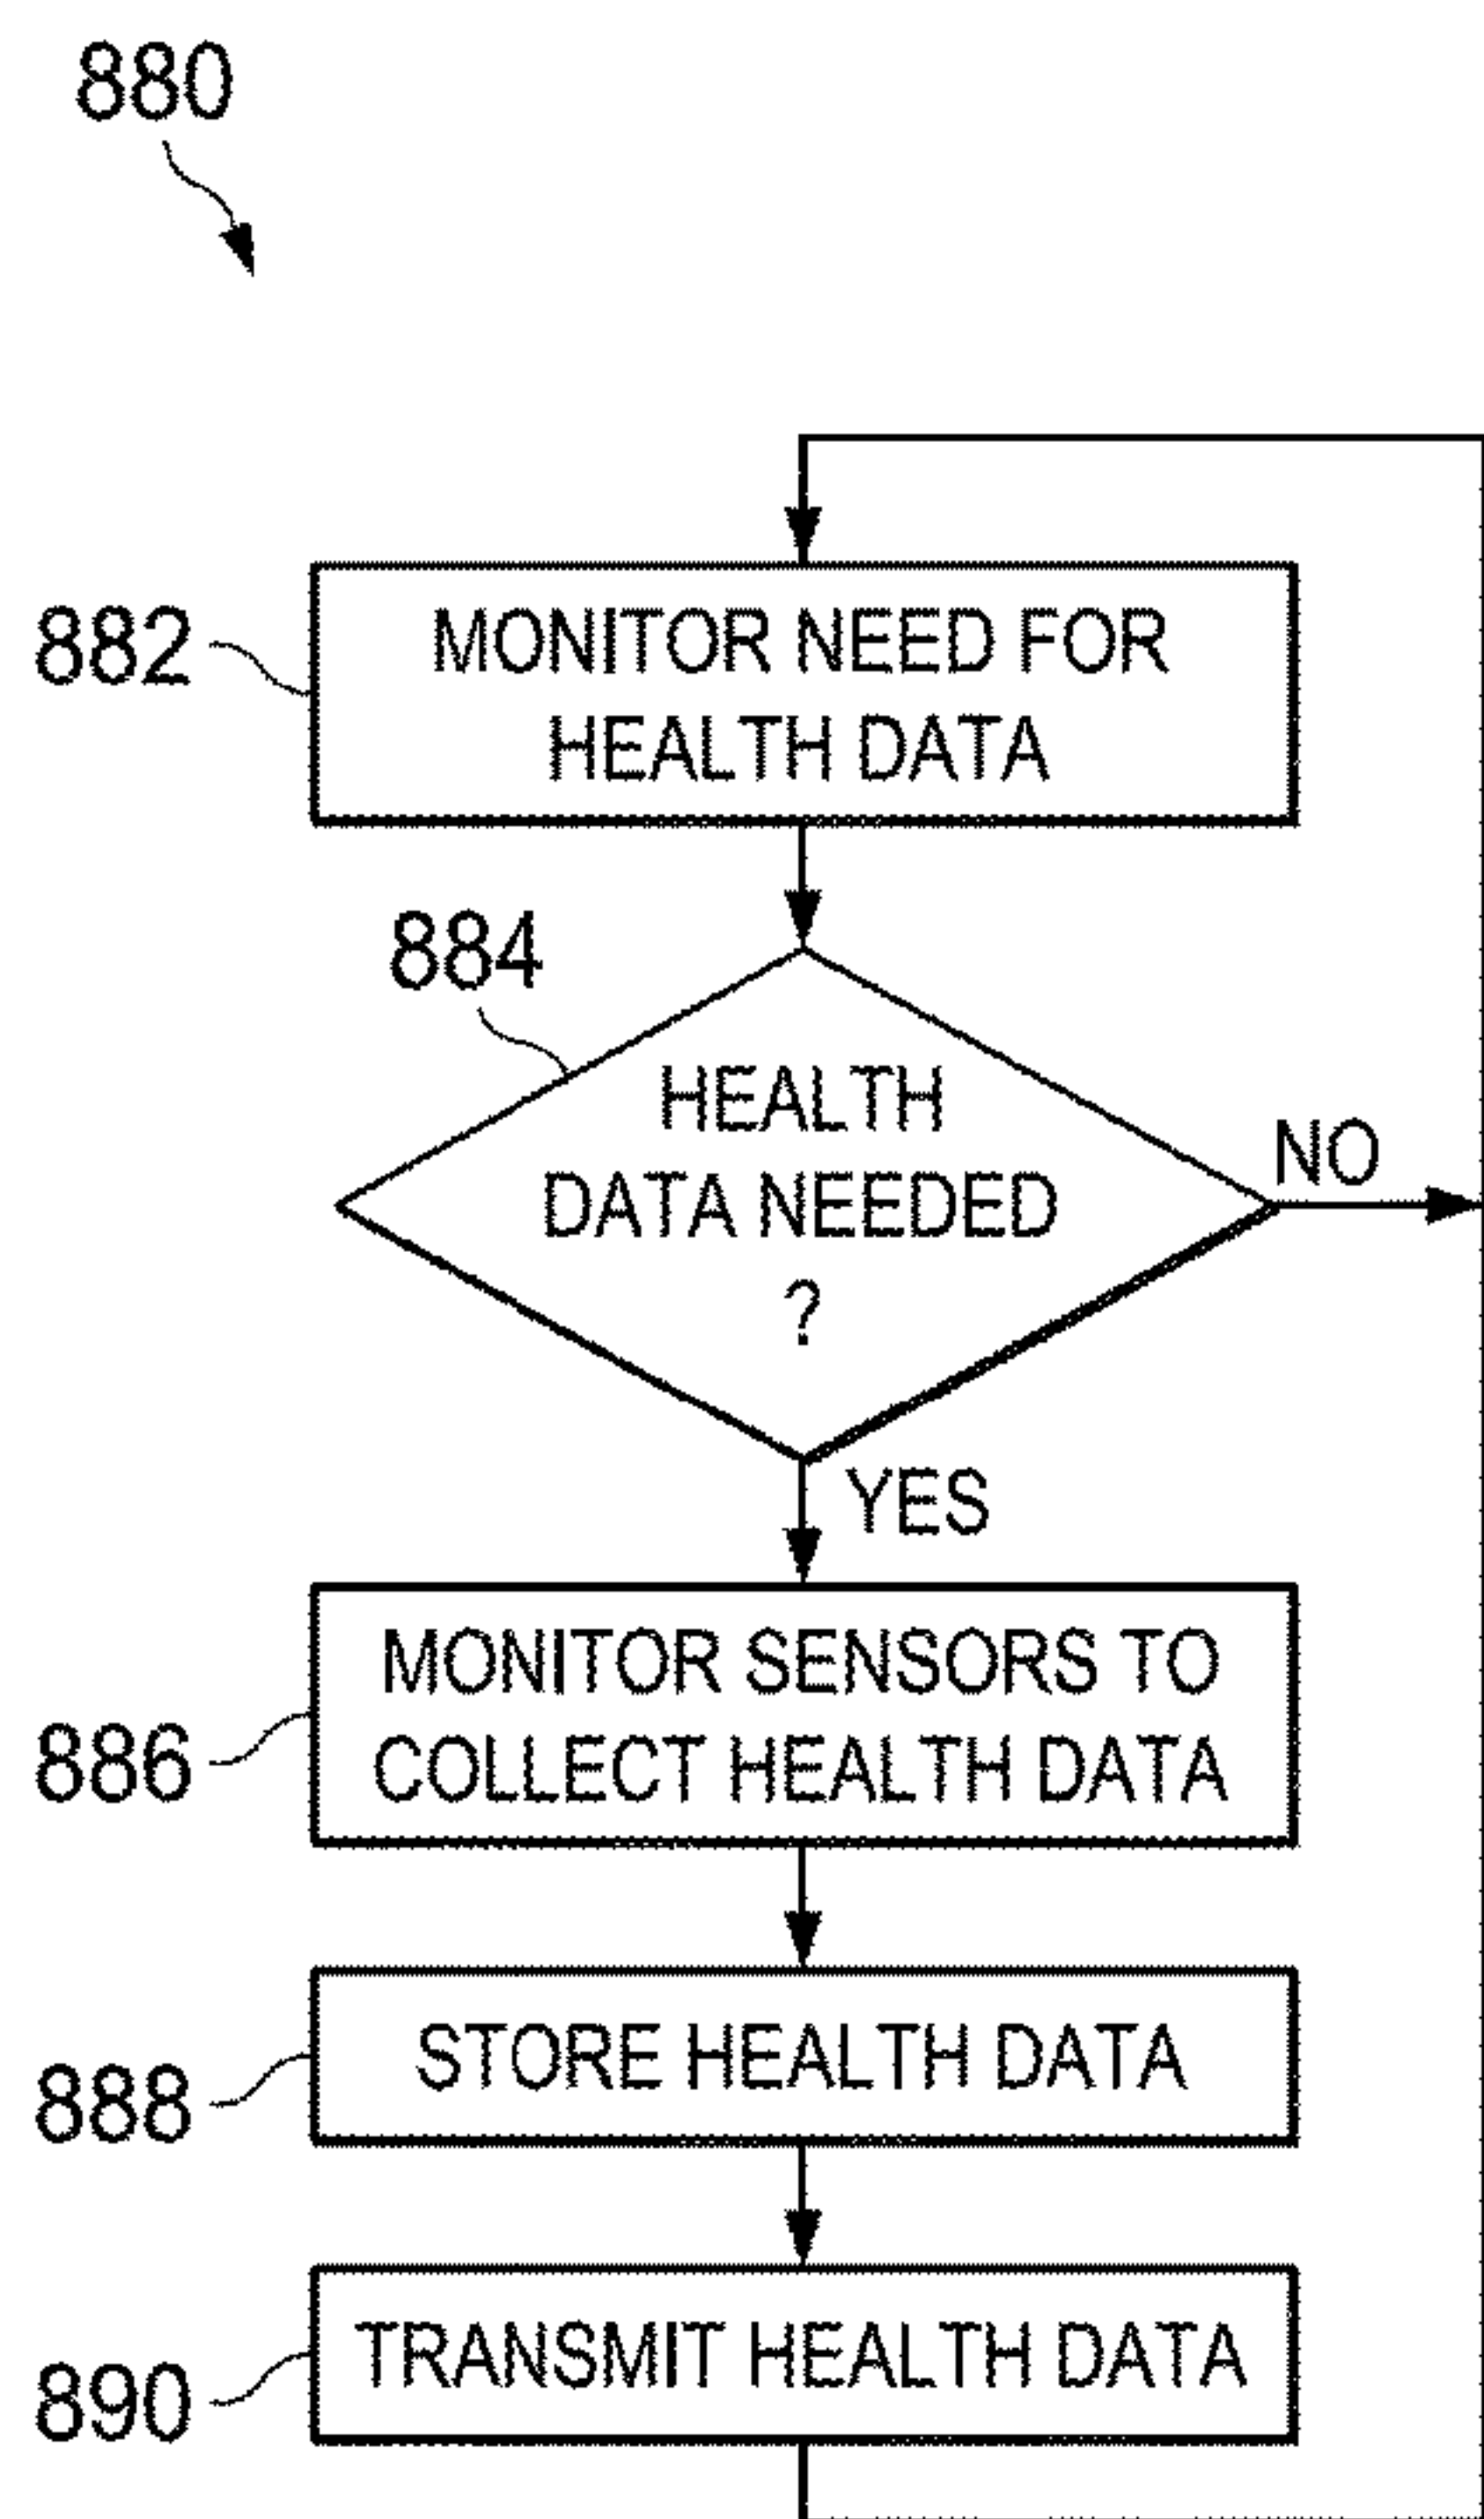 880
882
MONITOR NEED FOR
HEALTH DATA
884
HEALTH
DATA NEEDED
?
NO
YES
886
MONITOR SENSORS TO
COLLECT HEALTH DATA
888
STORE HEALTH DATA
890
TRANSMIT HEALTH DATA